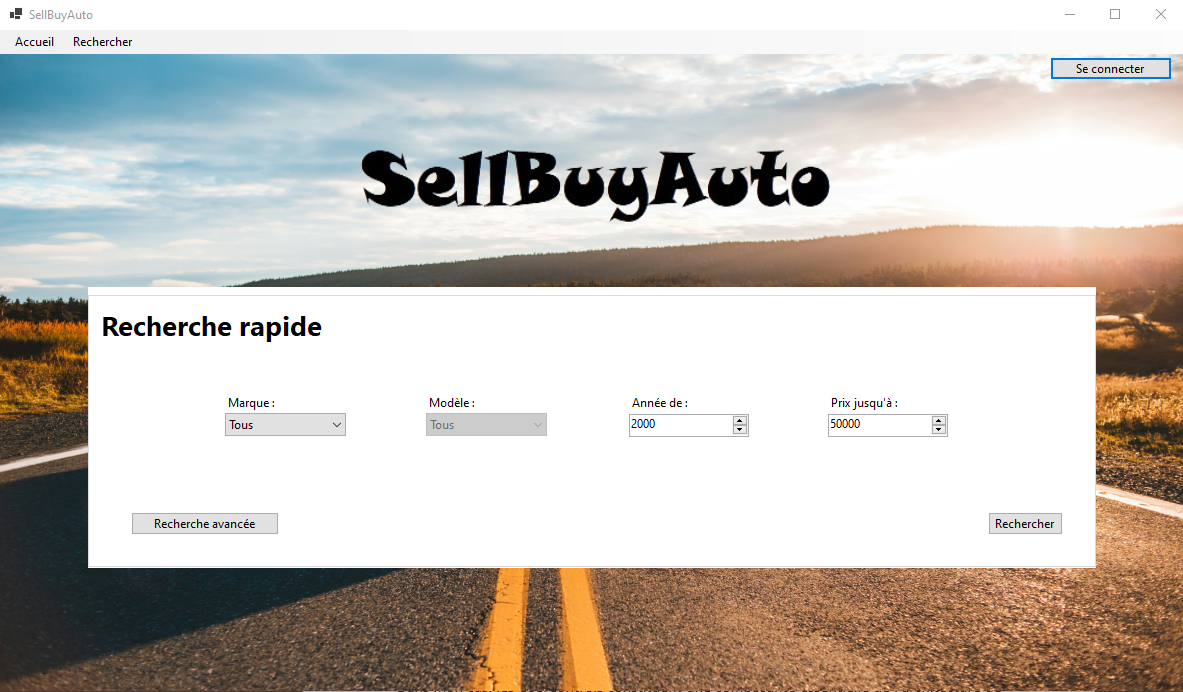 SellBuyAuto
Accueil Rechercher
Se connecter
SellBuyAuto
Recherche rapide
Marque : Modèle : Année de : Prix jusqu'à :
Tous Tous 2000 50000
Recherche avancée Rechercher